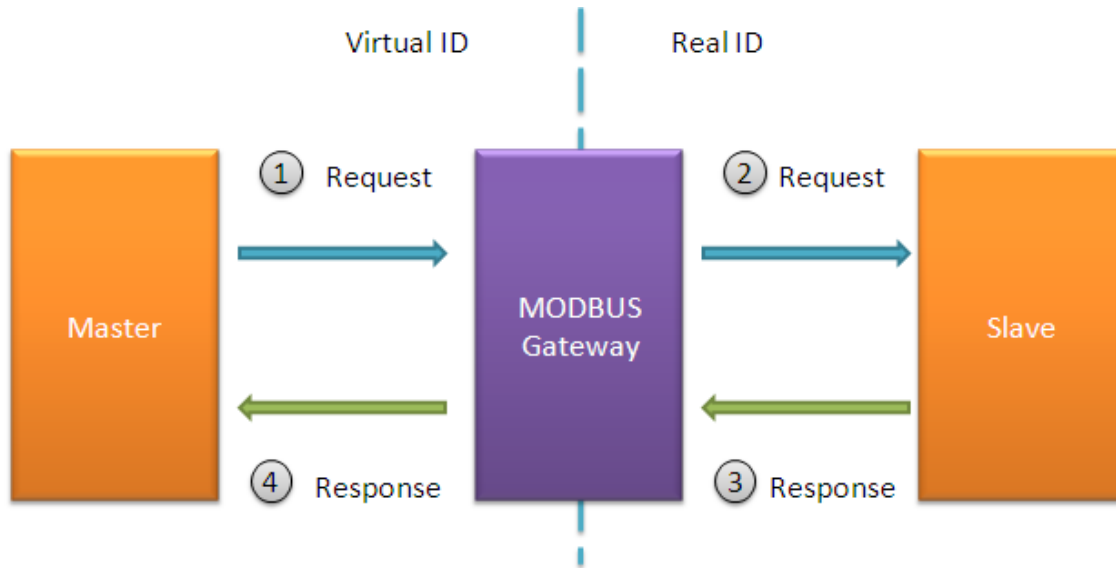 Virtual ID
Real ID
1 Request
2 Request
Master
MODBUS
Gateway
Slave
4 Response
3 Response